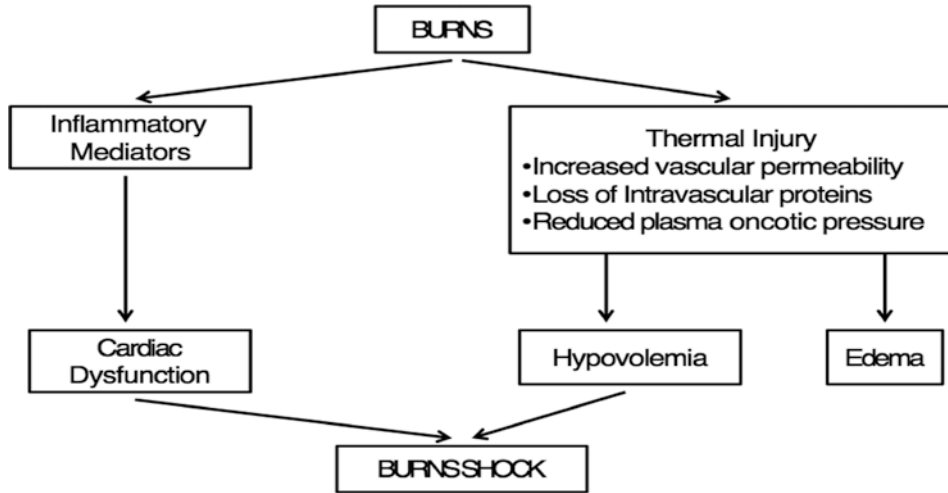 BURNS
Inflammatory
Mediators
Thermal Injury
•Increased vascular permeability
•Loss of Intravascular proteins
•Reduced plasma oncotic pressure
Cardiac
Dysfunction
Hypovolemia
Edema
BURNS SHOCK